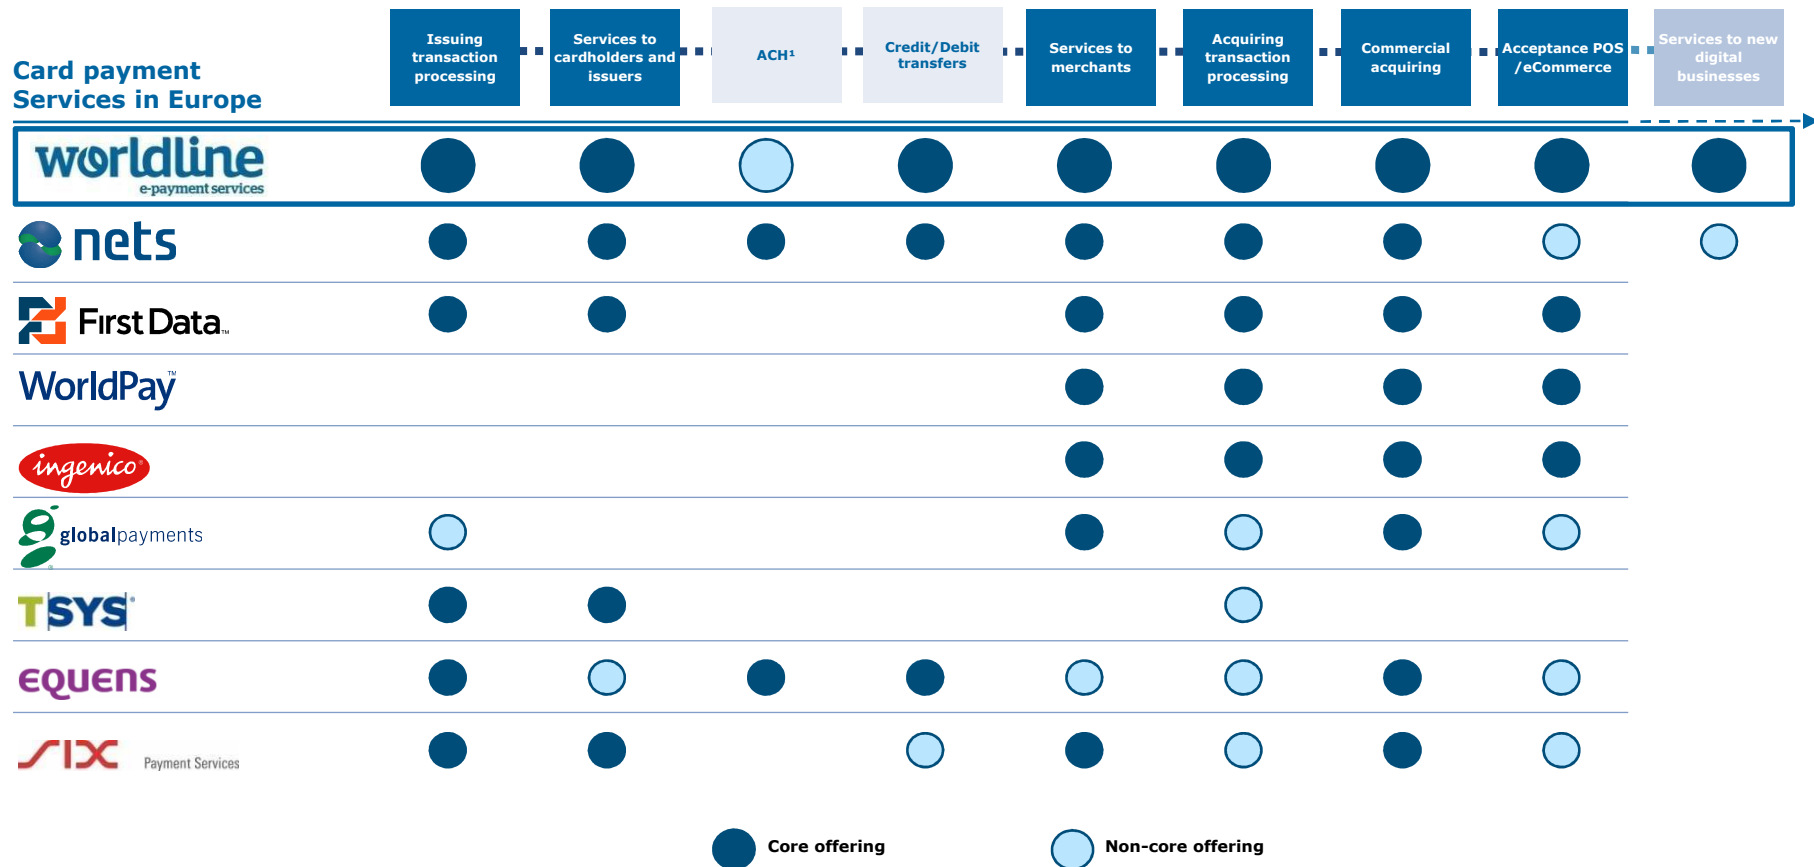 Card payment
Services in Europe
Issuing
transaction
processing
Services to
cardholders and
issuers
ACH¹
Credit/Debit
transfers
Services to
merchants
Acquiring
transaction
processing
Commercial
acquiring
Acceptance POS
/eCommerce
Services to new
digital
businesses
worldline
e-payment services
nets
First Data™
WorldPay™
ingenico®
globalpayments
TSYS®
EQUENS
SIX Payment Services
Core offering
Non-core offering